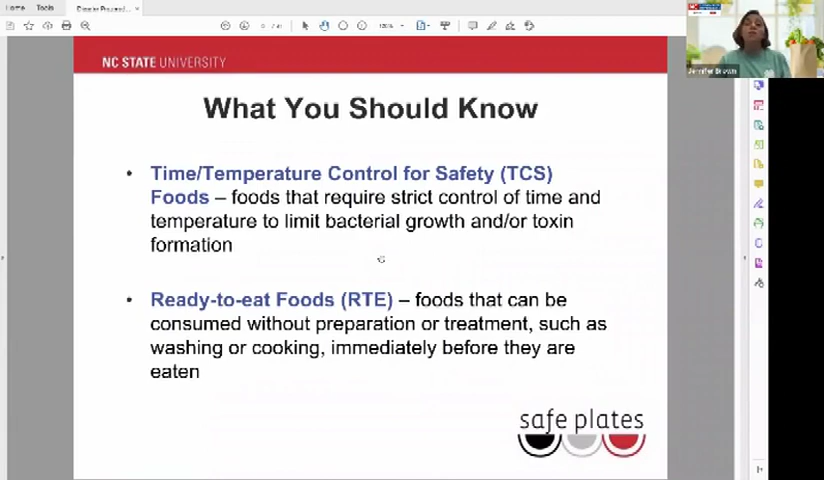 Home
Tools
Disaster Prepared...
NC STATE UNIVERSITY
Jennifer Brown
What You Should Know
• Time/Temperature Control for Safety (TCS)
Foods – foods that require strict control of time and
temperature to limit bacterial growth and/or toxin
formation
• Ready-to-eat Foods (RTE) – foods that can be
consumed without preparation or treatment, such as
washing or cooking, immediately before they are
eaten
safe plates